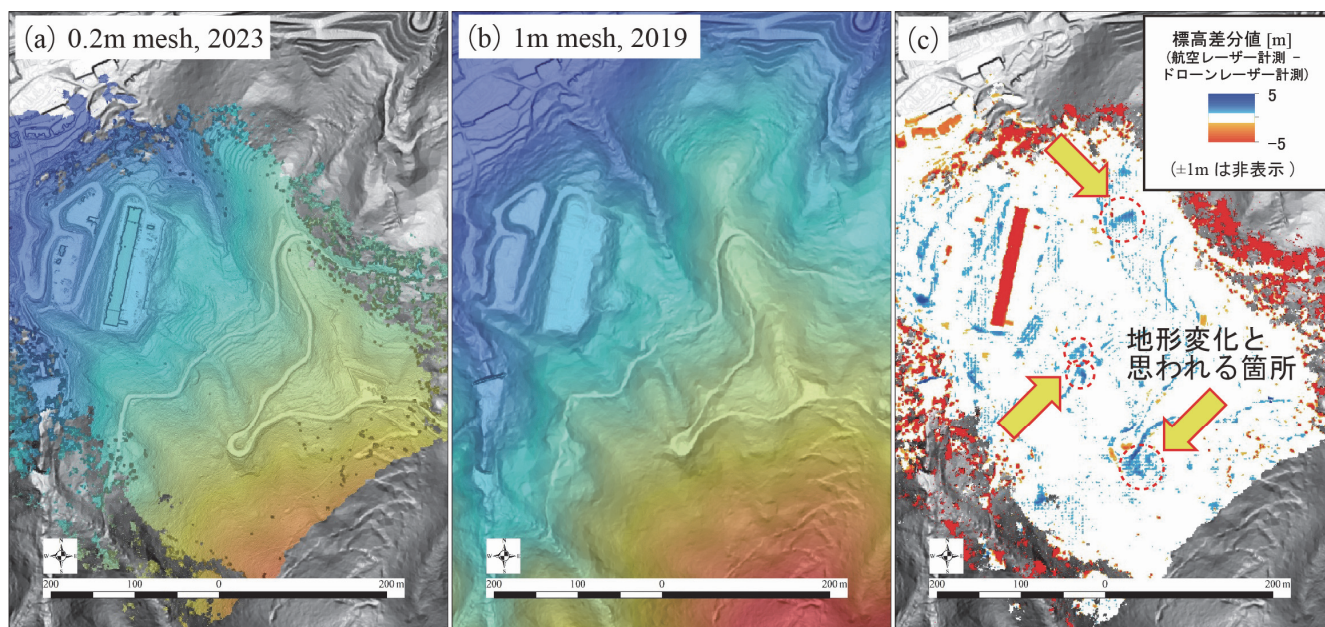 (a) 0.2m mesh, 2023
(b) 1m mesh, 2019
(c)
標高差分値 [m]
(航空レーザー計測 −
ドローンレーザー計測)
5
−5
(±1m は非表示)
地形変化と
思われる箇所
N
W E
S
200 100 0 200 m
N
W E
S
200 100 0 200 m
N
W E
S
200 100 0 200 m